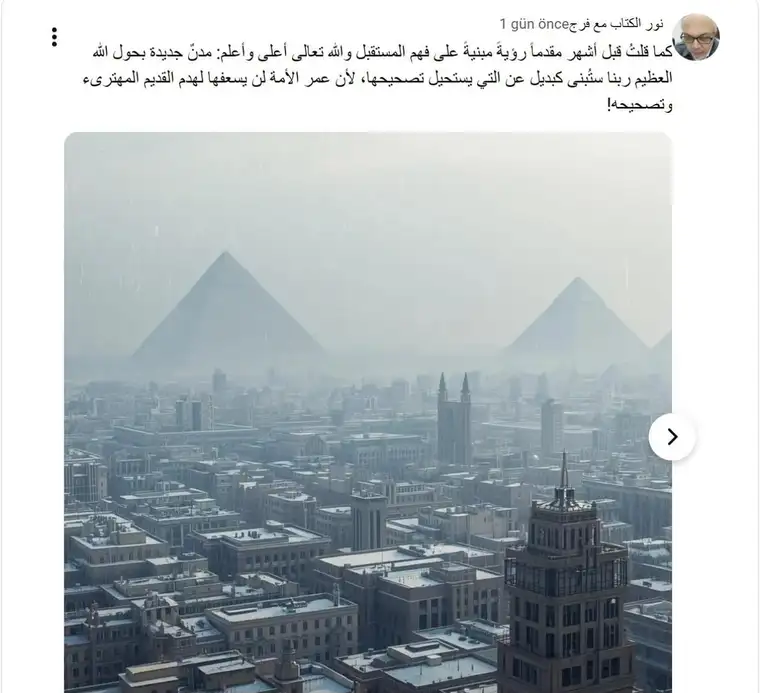 نور الكتاب مع فرج 1 gün önce
كما قلتُ قبل أشهر مقدماً رؤيةً مبنيةً على فهم المستقبل والله تعالى أعلى وأعلم: مدنٌ جديدة بحول الله
العظيم ربنا ستُبنى كبديل عن التي يستحيل تصحيحها، لأن عمر الأمة لن يسعفها لهدم القديم المهترىء
وتصحيحه!